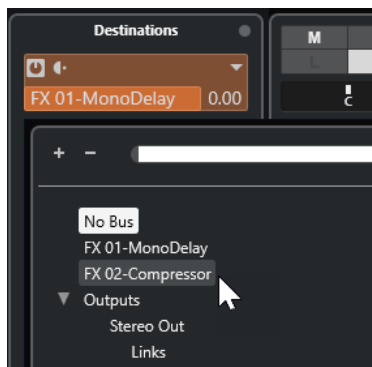 Destinations
M
L
FX 01-MonoDelay 0.00
C
+ -
No Bus
FX 01-MonoDelay
FX 02-Compressor
Outputs
Stereo Out
Links